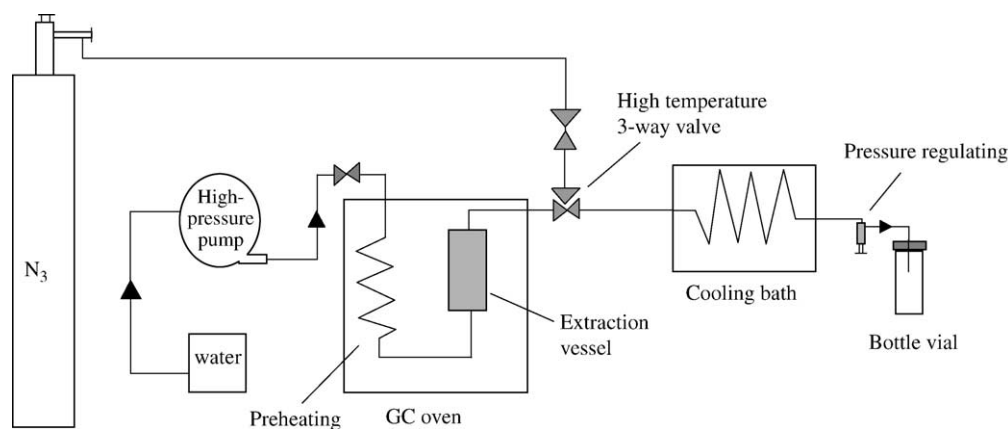 High temperature
3-way valve
Pressure regulating
High-
pressure
pump
N3
water
Cooling bath
Extraction
vessel
Bottle vial
Preheating
GC oven